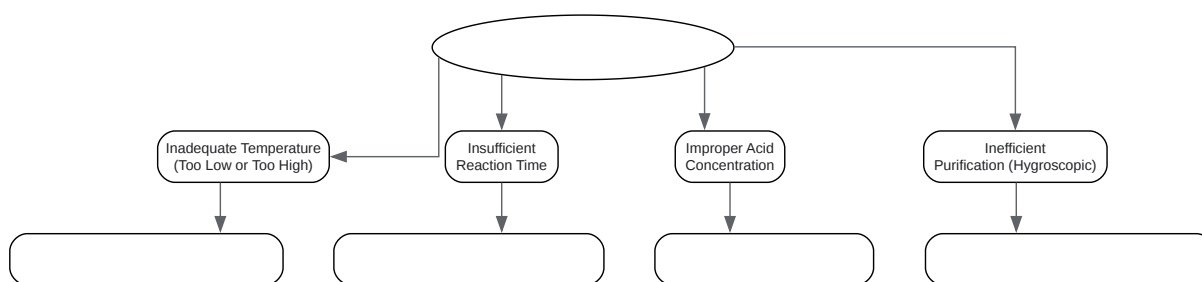 Inadequate Temperature
(Too Low or Too High)
Insufficient
Reaction Time
Improper Acid
Concentration
Inefficient
Purification (Hygroscopic)